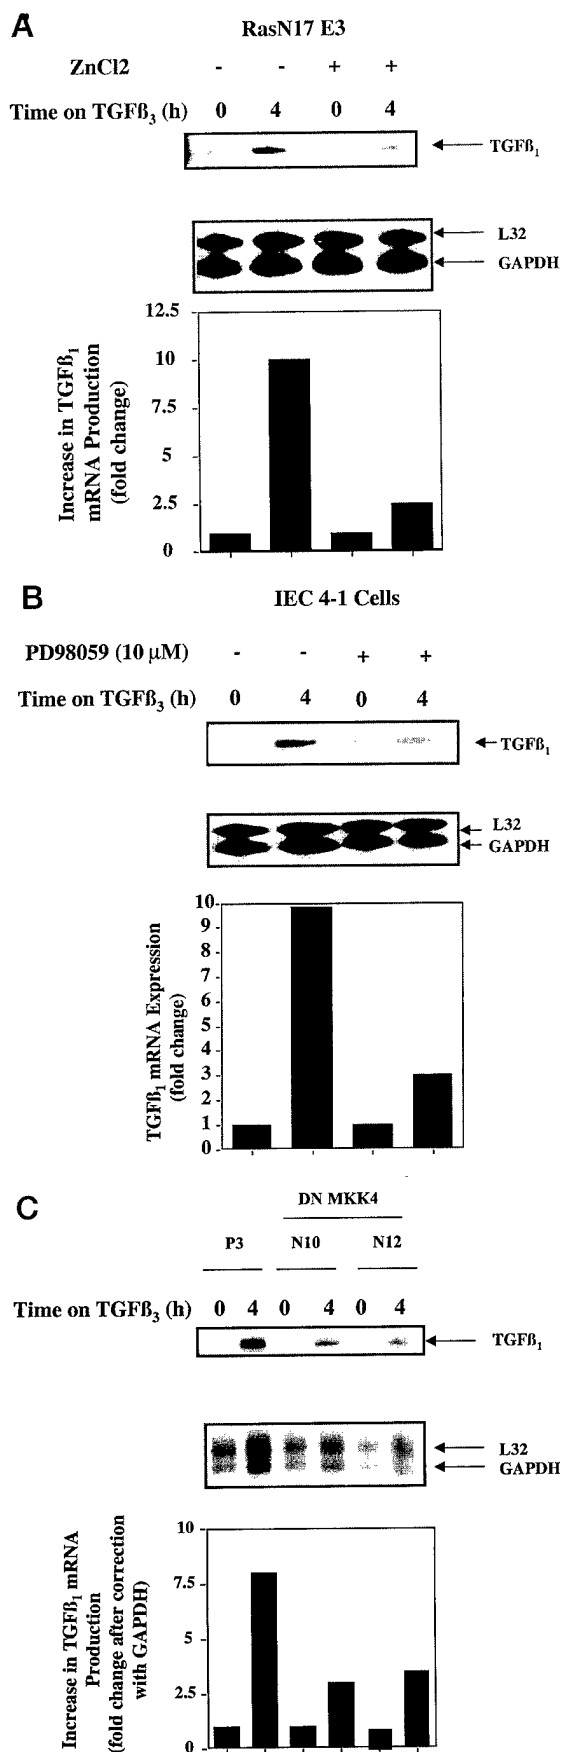 A
RasN17 E3
ZnCl2 - - + +
Time on TGFß3 (h) 0 4 0 4
TGFß1
L32
GAPDH
12.5
10
7.5
5
2.5
0
Increase in TGFß1
mRNA Production
(fold change)
B
IEC 4-1 Cells
PD98059 (10 µM) - - + +
Time on TGFß3 (h) 0 4 0 4
TGFß1
L32
GAPDH
10
9
8
7
6
5
4
3
2
1
0
TGFß1 mRNA Expression
(fold change)
C
DN MKK4
P3 N10 N12
Time on TGFß3 (h) 0 4 0 4 0 4
TGFß1
L32
GAPDH
10
7.5
5
2.5
0
Increase in TGFß1 mRNA
Production
(fold change after correction
with GAPDH)